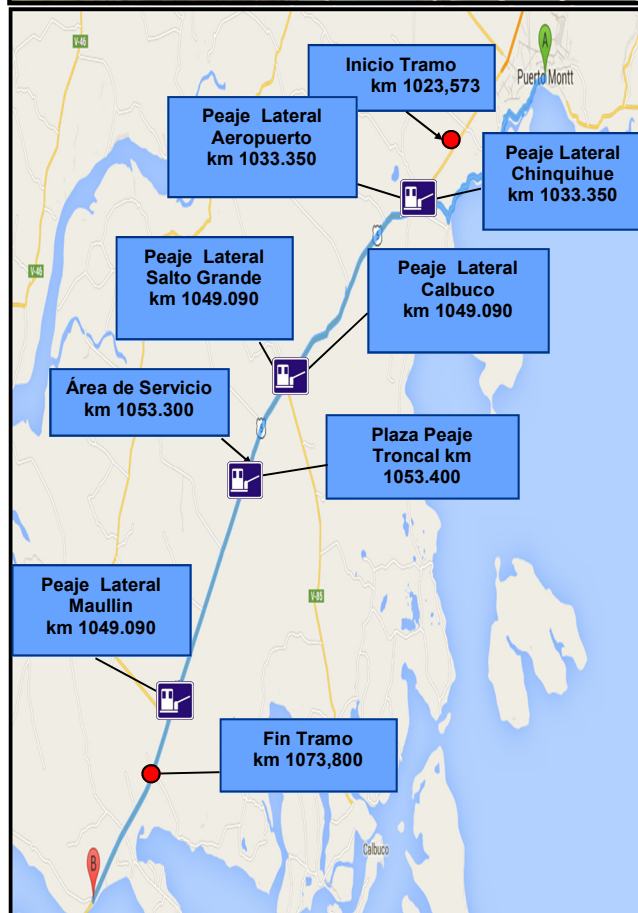 V-46
A
Inicio Tramo
km 1023,573
Puerto Montt
Peaje Lateral
Aeropuerto
km 1033.350
Peaje Lateral
Chinquihue
km 1033.350
5
V-46
Peaje Lateral
Salto Grande
km 1049.090
Peaje Lateral
Calbuco
km 1049.090
Área de Servicio
km 1053.300
Plaza Peaje
Troncal km
1053.400
Peaje Lateral
Maullin
km 1049.090
V-85
Fin Tramo
km 1073,800
Calbuco
B